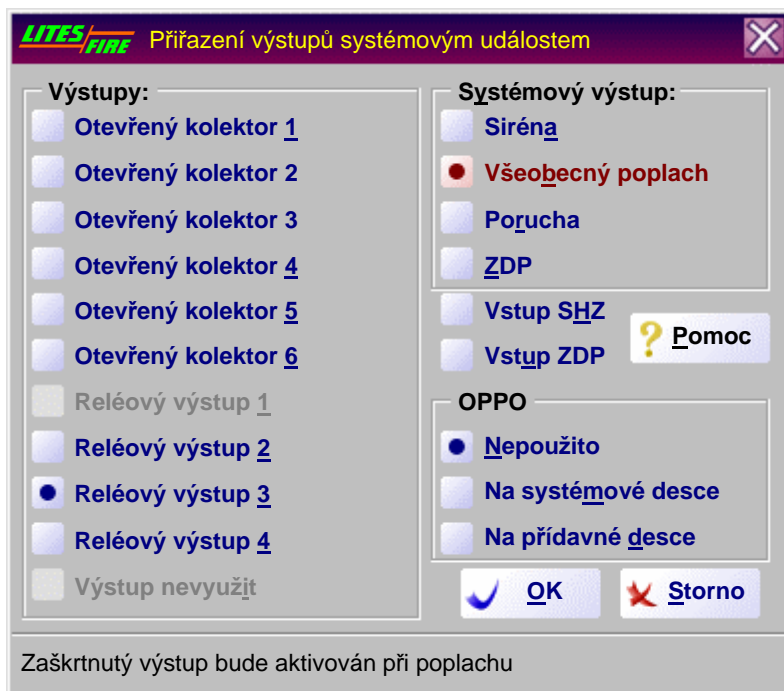 LITES FIRE Přiřazení výstupů systémovým událostem
Výstupy:
Otevřený kolektor 1
Otevřený kolektor 2
Otevřený kolektor 3
Otevřený kolektor 4
Otevřený kolektor 5
Otevřený kolektor 6
Reléový výstup 1
Reléový výstup 2
Reléový výstup 3
Reléový výstup 4
Výstup nevyužit
Systémový výstup:
Siréna
Všeobecný poplach
Porucha
ZDP
Vstup SHZ
Vstup ZDP
? Pomoc
OPPO
Nepoužito
Na systémové desce
Na přídavné desce
OK
Storno
Zaškrtnutý výstup bude aktivován při poplachu